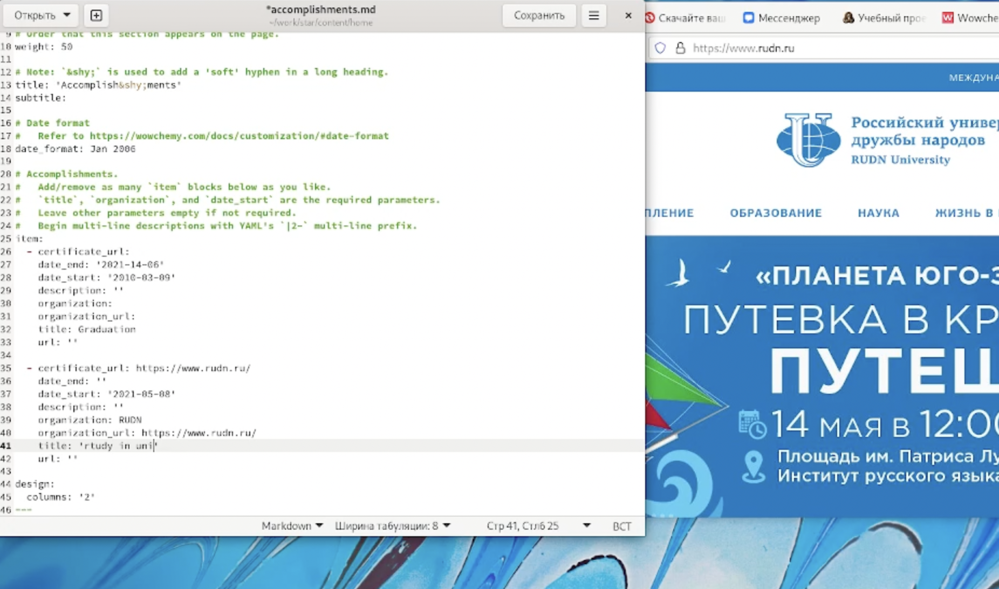 Открыть
*accomplishments.md
~/work/star/content/home
Сохранить
9 # Order that this section appears on the page.
10 weight: 50
11
12 # Note: `&shy;` is used to add a 'soft' hyphen in a long heading.
13 title: 'Accomplish&shy;ments'
14 subtitle:
15
16 # Date format
17 #   Refer to https://wowchemy.com/docs/customization/#date-format
18 date_format: Jan 2006
19
20 # Accomplishments.
21 #   Add/remove as many `item` blocks below as you like.
22 #   `title`, `organization`, and `date_start` are the required parameters.
23 #   Leave other parameters empty if not required.
24 #   Begin multi-line descriptions with YAML's `|2-` multi-line prefix.
25 item:
26   - certificate_url:
27     date_end: '2021-14-06'
28     date_start: '2010-03-09'
29     description: ''
30     organization:
31     organization_url:
32     title: Graduation
33     url: ''
34
35   - certificate_url: https://www.rudn.ru/
36     date_end: ''
37     date_start: '2021-05-08'
38     description: ''
39     organization: RUDN
40     organization_url: https://www.rudn.ru/
41     title: 'rtudy in uni'
42     url: ''
43
44 design:
45   columns: '2'
46 ---
Markdown
Ширина табуляции: 8
Стр 41, Стлб 25
ВСТ
Скачайте ваш
Мессенджер
Учебный прое
Wowche
https://www.rudn.ru
МЕЖДУНА
Российский универ
дружбы народов
RUDN University
ПЛЕНИЕ
ОБРАЗОВАНИЕ
НАУКА
ЖИЗНЬ В
«ПЛАНЕТА ЮГО-З
ПУТЕВКА В КР
ПУТЕШ
14 МАЯ В 12:00
Площадь им. Патриса Лу
Институт русского языка